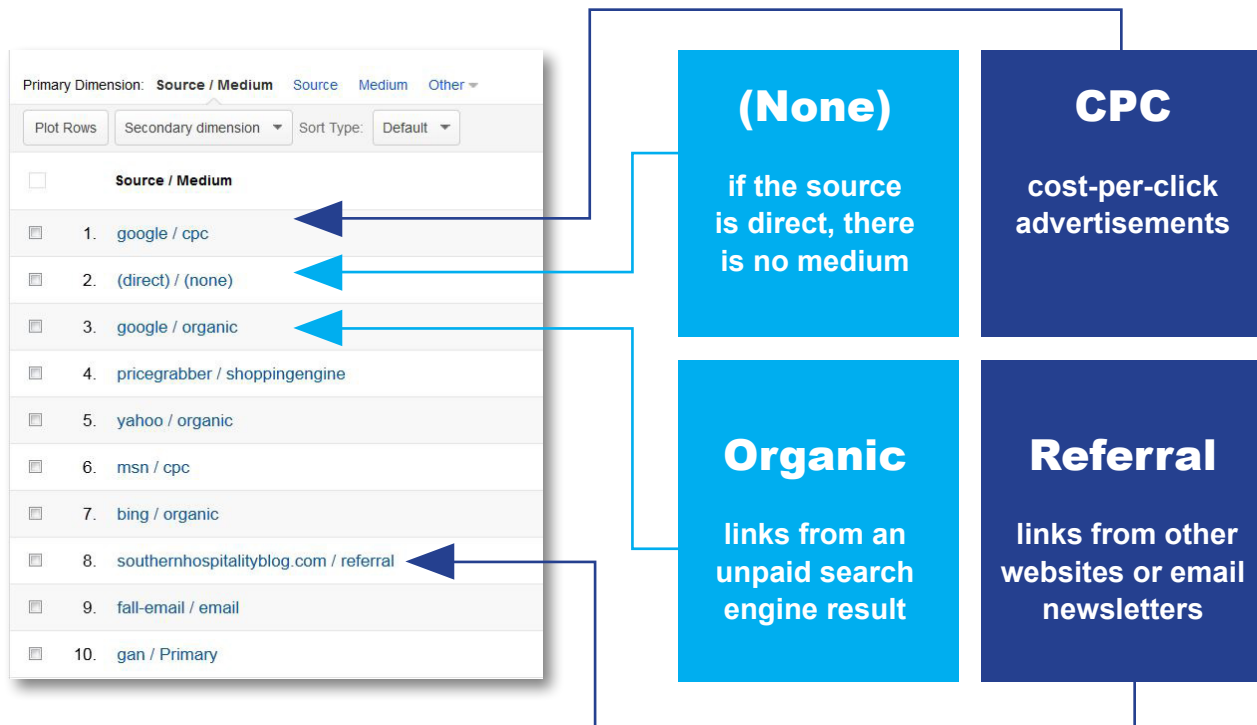 Primary Dimension: Source / Medium Source Medium Other
Plot Rows Secondary dimension Sort Type: Default
Source / Medium
1. google / cpc
2. (direct) / (none)
3. google / organic
4. pricegrabber / shoppingengine
5. yahoo / organic
6. msn / cpc
7. bing / organic
8. southernhospitalityblog.com / referral
9. fall-email / email
10. gan / Primary
(None)
if the source
is direct, there
is no medium
CPC
cost-per-click
advertisements
Organic
links from an
unpaid search
engine result
Referral
links from other
websites or email
newsletters